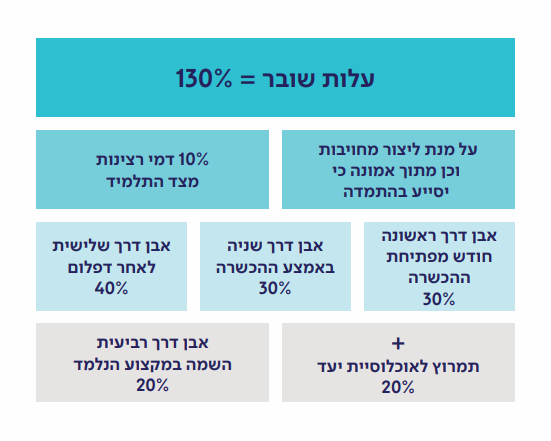 עלות שובר = 130%
על מנת ליצור מחויבות
וכן מתוך אמונה כי
יסייע בהתמדה
10% דמי רצינות
מצד התלמיד
אבן דרך ראשונה
חודש מפתיחת
ההכשרה
30%
אבן דרך שניה
באמצע ההכשרה
30%
אבן דרך שלישית
לאחר דפלום
40%
+
תמרוץ לאוכלוסיית יעד
20%
אבן דרך רביעית
השמה במקצוע הנלמד
20%